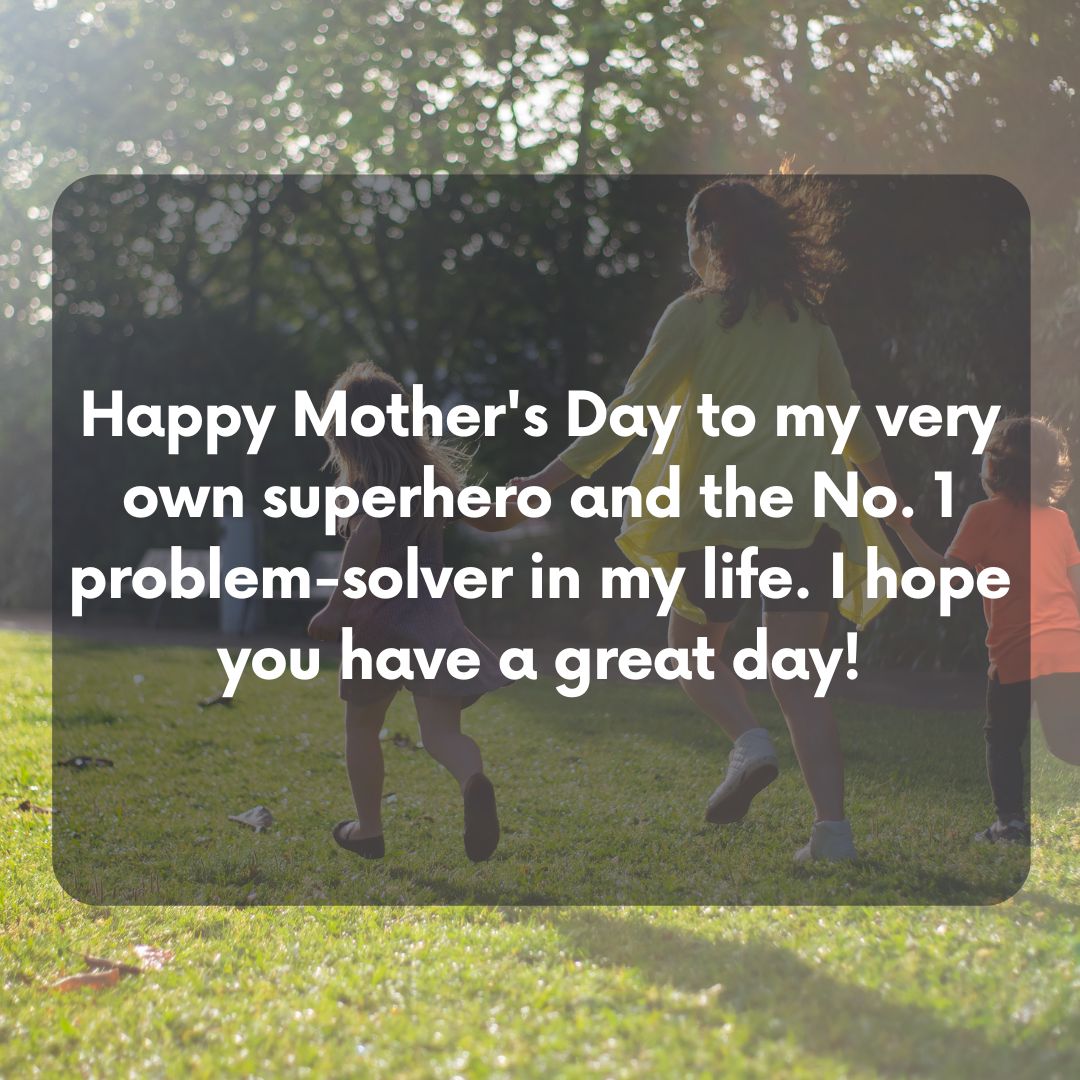 Happy Mother's Day to my very
own superhero and the No. 1
problem-solver in my life. I hope
you have a great day!